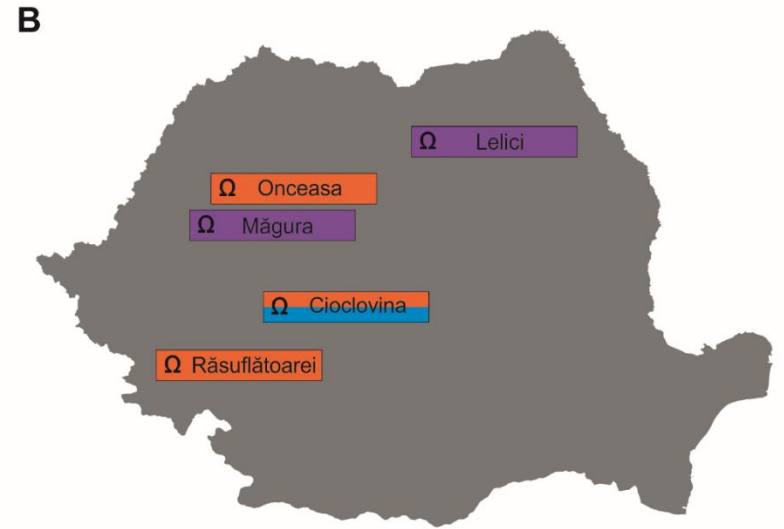 B
Ω Lelici
Ω Onceasa
Ω Măgura
Ω Cioclovina
Ω Răsuflătoarei